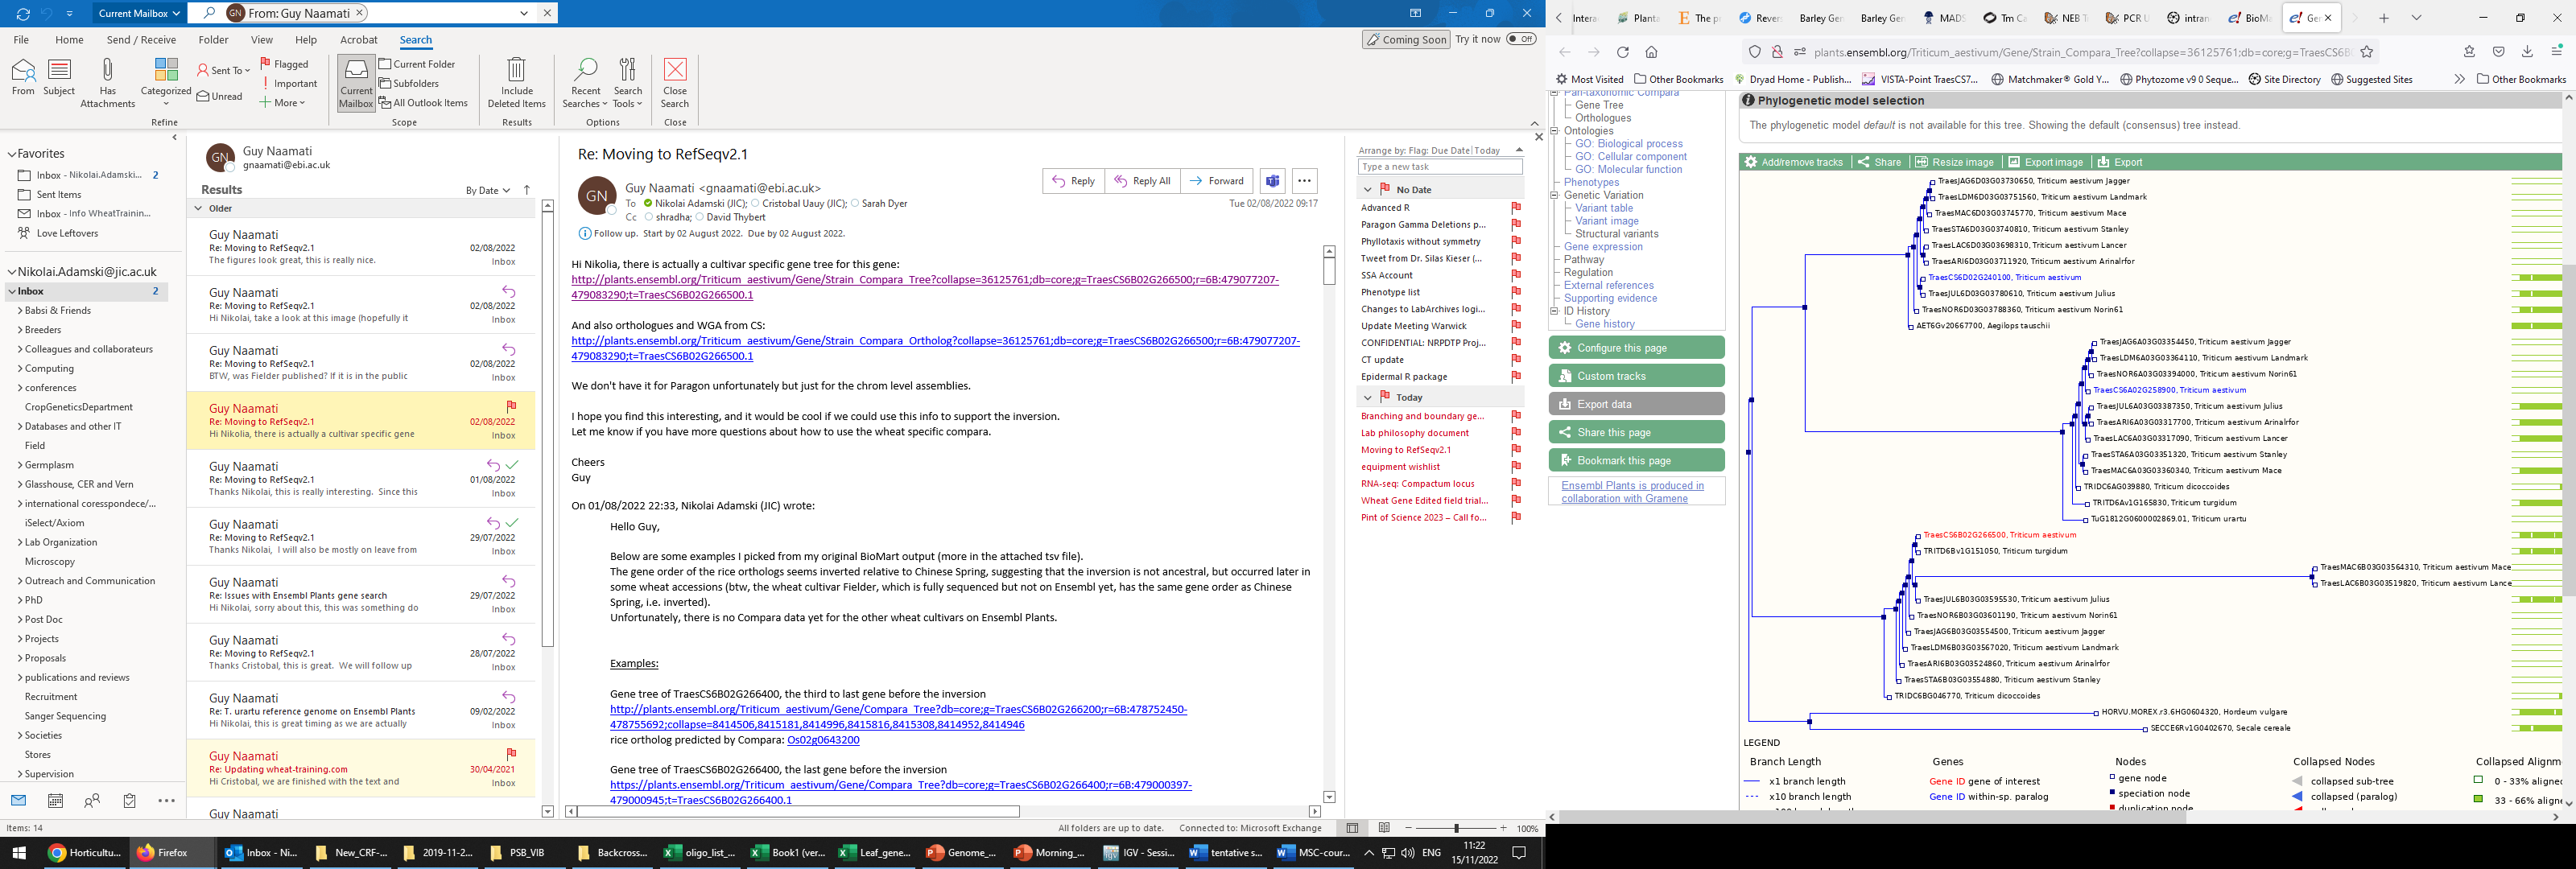 Current Mailbox
From: Guy Naamati
File Home Send / Receive Folder View Help Acrobat Search
Coming Soon Try it now Off
From
Subject
Has Attachments
Categorized
Sent To
Unread
Flagged
Important
More
Refine
Current Mailbox
Current Folder
Subfolders
All Outlook Items
Scope
Include Deleted Items
Results
Recent Searches
Search Tools
Options
Close Search
Close
Favorites
Inbox - Nikolai.Adamski... 2
Sent Items
Inbox - Info WheatTrainin...
Love Leftovers
Nikolai.Adamski@jic.ac.uk
Inbox 2
Babsi & Friends
Breeders
Colleagues and collaborators
Computing
conferences
CropGeneticsDepartment
Databases and other IT
Field
Germplasm
Glasshouse, CER and Vern
international corespondece/...
iSelect/Axiom
Lab Organization
Microscopy
Outreach and Communication
PhD
Post Doc
Projects
Proposals
publications and reviews
Recruitment
Sanger Sequencing
Societies
Stores
Supervision
Items: 14
GN
Guy Naamati
gnaamati@ebi.ac.uk
Results By Date
Older
Guy Naamati
Re: Moving to RefSeqv2.1 02/08/2022
The figures look great, this is really nice. Inbox
Guy Naamati
Re: Moving to RefSeqv2.1 02/08/2022
Hi Nikolai, take a look at this image (hopefully it Inbox
Guy Naamati
Re: Moving to RefSeqv2.1 02/08/2022
BTW, was Fielder published? If it is in the public Inbox
Guy Naamati
Re: Moving to RefSeqv2.1 02/08/2022
Hi Nikolia, there is actually a cultivar specific gene Inbox
Guy Naamati
Re: Moving to RefSeqv2.1 01/08/2022
Thanks Nikolai, this is really interesting. Since this Inbox
Guy Naamati
Re: Moving to RefSeqv2.1 29/07/2022
Thanks Nikolai, I will also be mostly on leave from Inbox
Guy Naamati
Re: Issues with Ensembl Plants gene search 29/07/2022
Hi Nikolai, sorry about this, this was something do Inbox
Guy Naamati
Re: Moving to RefSeqv2.1 28/07/2022
Thanks Cristobal, this is great. We will follow up Inbox
Guy Naamati
Re: T. urartu reference genome on Ensembl Plants 09/02/2022
Hi Nikolai, this is great timing as we are actually Inbox
Guy Naamati
Re: Updating wheat-training.com 30/04/2021
Hi Cristobal, we are finished with the text and Inbox
Guy Naamati
Re: Moving to RefSeqv2.1
GN
Guy Naamati <gnaamati@ebi.ac.uk>
To Nikolai Adamski (JIC); Cristobal Uauy (JIC); Sarah Dyer
Cc shradha; David Thybert
Reply Reply All Forward
Tue 02/08/2022 09:17
Follow up. Start by 02 August 2022. Due by 02 August 2022.
Hi Nikolia, there is actually a cultivar specific gene tree for this gene:
http://plants.ensembl.org/Triticum_aestivum/Gene/Strain_Compara_Tree?collapse=36125761;db=core;g=TraesCS6B02G266500;r=6B:479077207-
479083290;t=TraesCS6B02G266500.1
And also orthologues and WGA from CS:
http://plants.ensembl.org/Triticum_aestivum/Gene/Strain_Compara_Ortholog?collapse=36125761;db=core;g=TraesCS6B02G266500;r=6B:479077207-
479083290;t=TraesCS6B02G266500.1
We don't have it for Paragon unfortunately but just for the chrom level assemblies.
I hope you find this interesting, and it would be cool if we could use this info to support the inversion.
Let me know if you have more questions about how to use the wheat specific compara.
Cheers
Guy
On 01/08/2022 22:33, Nikolai Adamski (JIC) wrote:
Hello Guy,
Below are some examples I picked from my original BioMart output (more in the attached tsv file).
The gene order of the rice orthologs seems inverted relative to Chinese Spring, suggesting that the inversion is not ancestral, but occurred later in
some wheat accessions (btw, the wheat cultivar Fielder, which is fully sequenced but not on Ensembl yet, has the same gene order as Chinese
Spring, i.e. inverted).
Unfortunately, there is no Compara data yet for the other wheat cultivars on Ensembl Plants.
Examples:
Gene tree of TraesCS6B02G266400, the third to last gene before the inversion
http://plants.ensembl.org/Triticum_aestivum/Gene/Compara_Tree?db=core;g=TraesCS6B02G266200;r=6B:478752450-
478755692;collapse=8414506,8415181,8414996,8415816,8415308,8414952,8414946
rice ortholog predicted by Compara: Os02g0643200
Gene tree of TraesCS6B02G266400, the last gene before the inversion
https://plants.ensembl.org/Triticum_aestivum/Gene/Compara_Tree?db=core;g=TraesCS6B02G266400;r=6B:479000397-
479000945;t=TraesCS6B02G266400.1
All folders are up to date. Connected to: Microsoft Exchange 100%
Arrange by: Flag: Due Date Today
Type a new task
No Date
Advanced R
Paragon Gamma Deletions p...
Phyllotaxis without symmetry
Tweet from Dr. Silas Kieser (...
SSA Account
Phenotype list
Changes to LabArchives logi...
Update Meeting Warwick
CONFIDENTIAL: NRPDTP Proj...
CT update
Epidermal R package
Today
Branching and boundary ge...
Lab philosophy document
Moving to RefSeqv2.1
equipment wishlist
RNA-seq: Compactum locus
Wheat Gene Edited field trial...
Pint of Science 2023 – Call fo...
Horticultu... Firefox Inbox - Ni... New_CRF-... 2019-11-2... PSB_VIB Backcross... oligo_list_... Book1 (ver... Leaf_gene... Genome_... Morning_... IGV - Sessi... tentative s... MSC-cour... ENG
11:22
15/11/2022
Intera Planta The p Revers Barley Gen Barley Gen MADS Tm Ca NEB T PCR U intran BioMa Gen
plants.ensembl.org/Triticum_aestivum/Gene/Strain_Compara_Tree?collapse=36125761;db=core;g=TraesCS6B0
Most Visited Other Bookmarks Dryad Home - Publish... VISTA-Point TraesCS7... Matchmaker® Gold Y... Phytozome v9 0 Seque... Site Directory Suggested Sites Other Bookmarks
Pan-taxonomic Compara
Gene Tree
Orthologues
Ontologies
GO: Biological process
GO: Cellular component
GO: Molecular function
Phenotypes
Genetic Variation
Variant table
Variant image
Structural variants
Gene expression
Pathway
Regulation
External references
Supporting evidence
ID History
Gene history
Configure this page
Custom tracks
Export data
Share this page
Bookmark this page
Ensembl Plants is produced in
collaboration with Gramene
Phylogenetic model selection
The phylogenetic model default is not available for this tree. Showing the default (consensus) tree instead.
Add/remove tracks Share Resize image Export image Export
TraesJAG6D03G03730650, Triticum aestivum Jagger
TraesLDM6D03G03751560, Triticum aestivum Landmark
TraesMAC6D03G03745770, Triticum aestivum Mace
TraesSTA6D03G03740810, Triticum aestivum Stanley
TraesLAC6D03G03698310, Triticum aestivum Lancer
TraesARI6D03G03711920, Triticum aestivum Arinalrfor
TraesCS6D02G240100, Triticum aestivum
TraesJUL6D03G03780610, Triticum aestivum Julius
TraesNOR6D03G03788360, Triticum aestivum Norin61
AET6Gv20667700, Aegilops tauschii
TraesJAG6A03G03354450, Triticum aestivum Jagger
TraesLDM6A03G03364110, Triticum aestivum Landmark
TraesNOR6A03G03394000, Triticum aestivum Norin61
TraesCS6A02G258900, Triticum aestivum
TraesJUL6A03G03387350, Triticum aestivum Julius
TraesARI6A03G03317700, Triticum aestivum Arinalrfor
TraesLAC6A03G03317090, Triticum aestivum Lancer
TraesSTA6A03G03351320, Triticum aestivum Stanley
TraesMAC6A03G03360340, Triticum aestivum Mace
TRIDC6AG039880, Triticum dicoccoides
TRITD6Av1G165830, Triticum turgidum
TuG1812G0600002869.01, Triticum urartu
TraesCS6B02G266500, Triticum aestivum
TRITD6Bv1G151050, Triticum turgidum
TraesMAC6B03G03564310, Triticum aestivum Mace
TraesLAC6B03G03519820, Triticum aestivum Lance
TraesJUL6B03G03595530, Triticum aestivum Julius
TraesNOR6B03G03601190, Triticum aestivum Norin61
TraesJAG6B03G03554500, Triticum aestivum Jagger
TraesLDM6B03G03567020, Triticum aestivum Landmark
TraesARI6B03G03524860, Triticum aestivum Arinalrfor
TraesSTA6B03G03554880, Triticum aestivum Stanley
TRIDC6BG046770, Triticum dicoccoides
HORVU.MOREX.r3.6HG0604320, Hordeum vulgare
SECCE6Rv1G0402670, Secale cereale
LEGEND
Branch Length Genes Nodes Collapsed Nodes Collapsed Alignm
x1 branch length Gene ID gene of interest gene node collapsed sub-tree 0 - 33% aligne
x10 branch length Gene ID within-sp. paralog speciation node collapsed (paralog) 33 - 66% aligne
duplication node